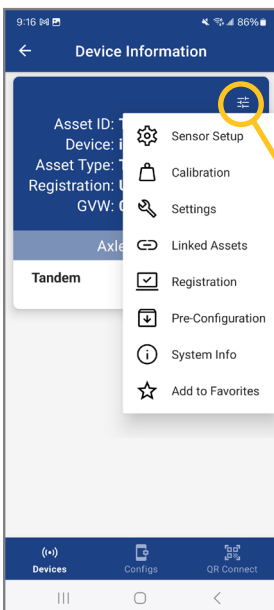 9:16 86%
Device Information
Asset ID:
Device: i
Asset Type:
Registration:
GVW:
Axle
Tandem
Sensor Setup
Calibration
Settings
Linked Assets
Registration
Pre-Configuration
System Info
Add to Favorites
Devices Configs QR Connect